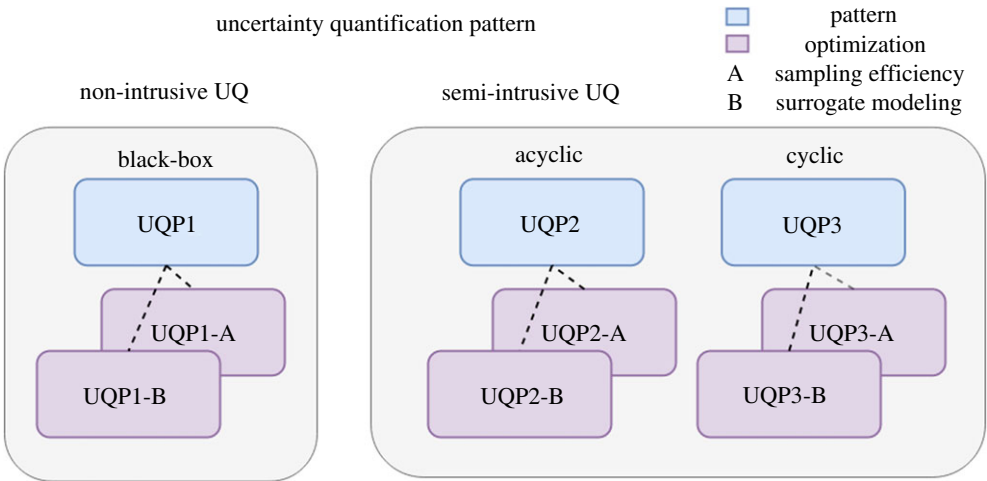 uncertainty quantification pattern
pattern
optimization
A sampling efficiency
B surrogate modeling
non-intrusive UQ
semi-intrusive UQ
black-box
acyclic
cyclic
UQP1
UQP2
UQP3
UQP1-A
UQP2-A
UQP3-A
UQP1-B
UQP2-B
UQP3-B